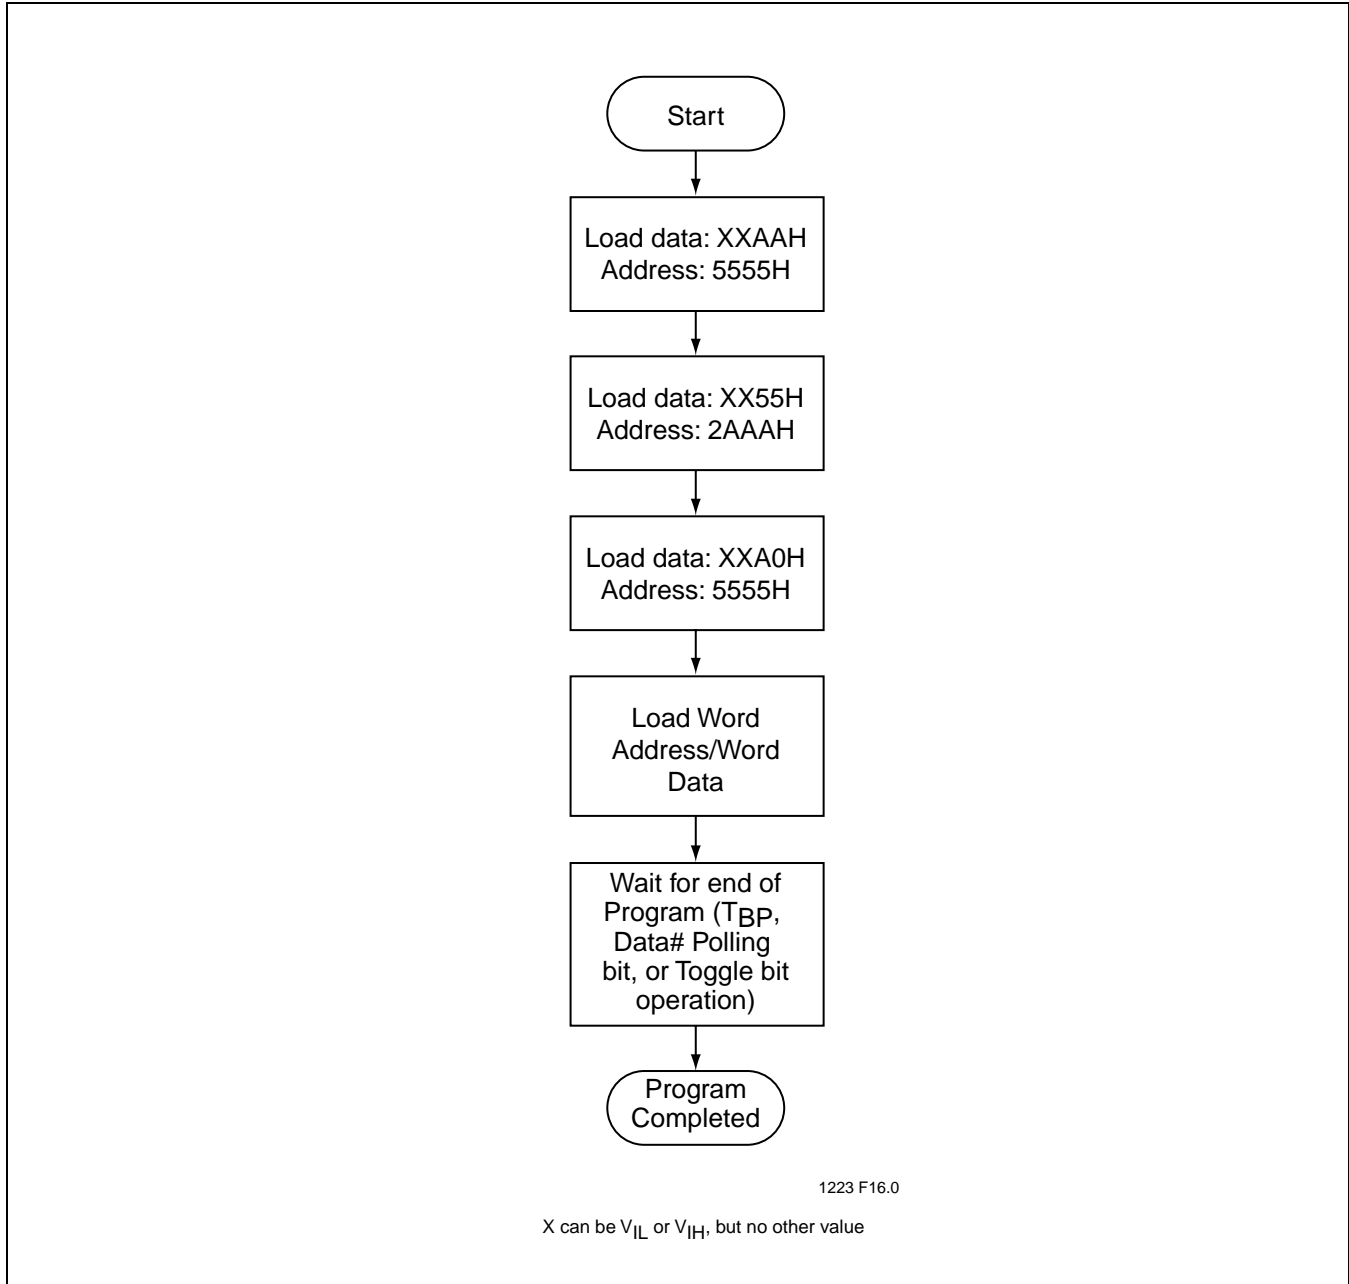 Start
Load data: XXAAH
Address: 5555H
Load data: XX55H
Address: 2AAAH
Load data: XXA0H
Address: 5555H
Load Word
Address/Word
Data
Wait for end of
Program (TBP,
Data# Polling
bit, or Toggle bit
operation)
Program
Completed
1223 F16.0
X can be VIL or VIH, but no other value